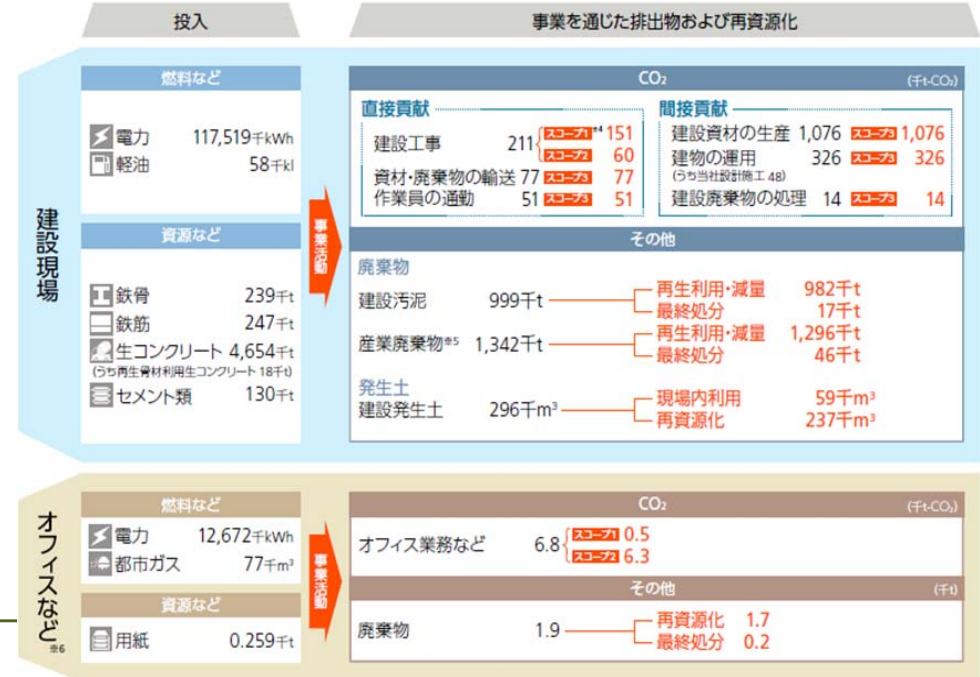 投入
事業を通じた排出物および再資源化
建設現場
燃料など
電力 117,519千kWh
軽油 58千kl
資源など
鉄骨 239千t
鉄筋 247千t
生コンクリート 4,654千t
(うち再生骨材利用生コンクリート 18千t)
セメント類 130千t
事業活動
CO₂ (千t-CO₂)
直接貢献
建設工事 211 スコープ1※4 151
スコープ2 60
資材・廃棄物の輸送 77 スコープ3 77
作業員の通勤 51 スコープ3 51
間接貢献
建設資材の生産 1,076 スコープ3 1,076
建物の運用 326 スコープ3 326
(うち当社設計施工 48)
建設廃棄物の処理 14 スコープ3 14
その他
廃棄物
建設汚泥 999千t 再生利用・減量 982千t
最終処分 17千t
産業廃棄物※5 1,342千t 再生利用・減量 1,296千t
最終処分 46千t
発生土
建設発生土 296千m³ 現場内利用 59千m³
再資源化 237千m³
オフィスなど※6
燃料など
電力 12,672千kWh
都市ガス 77千m³
資源など
用紙 0.259千t
事業活動
CO₂ (千t-CO₂)
オフィス業務など 6.8 スコープ1 0.5
スコープ2 6.3
その他 (千t)
廃棄物 1.9 再資源化 1.7
最終処分 0.2